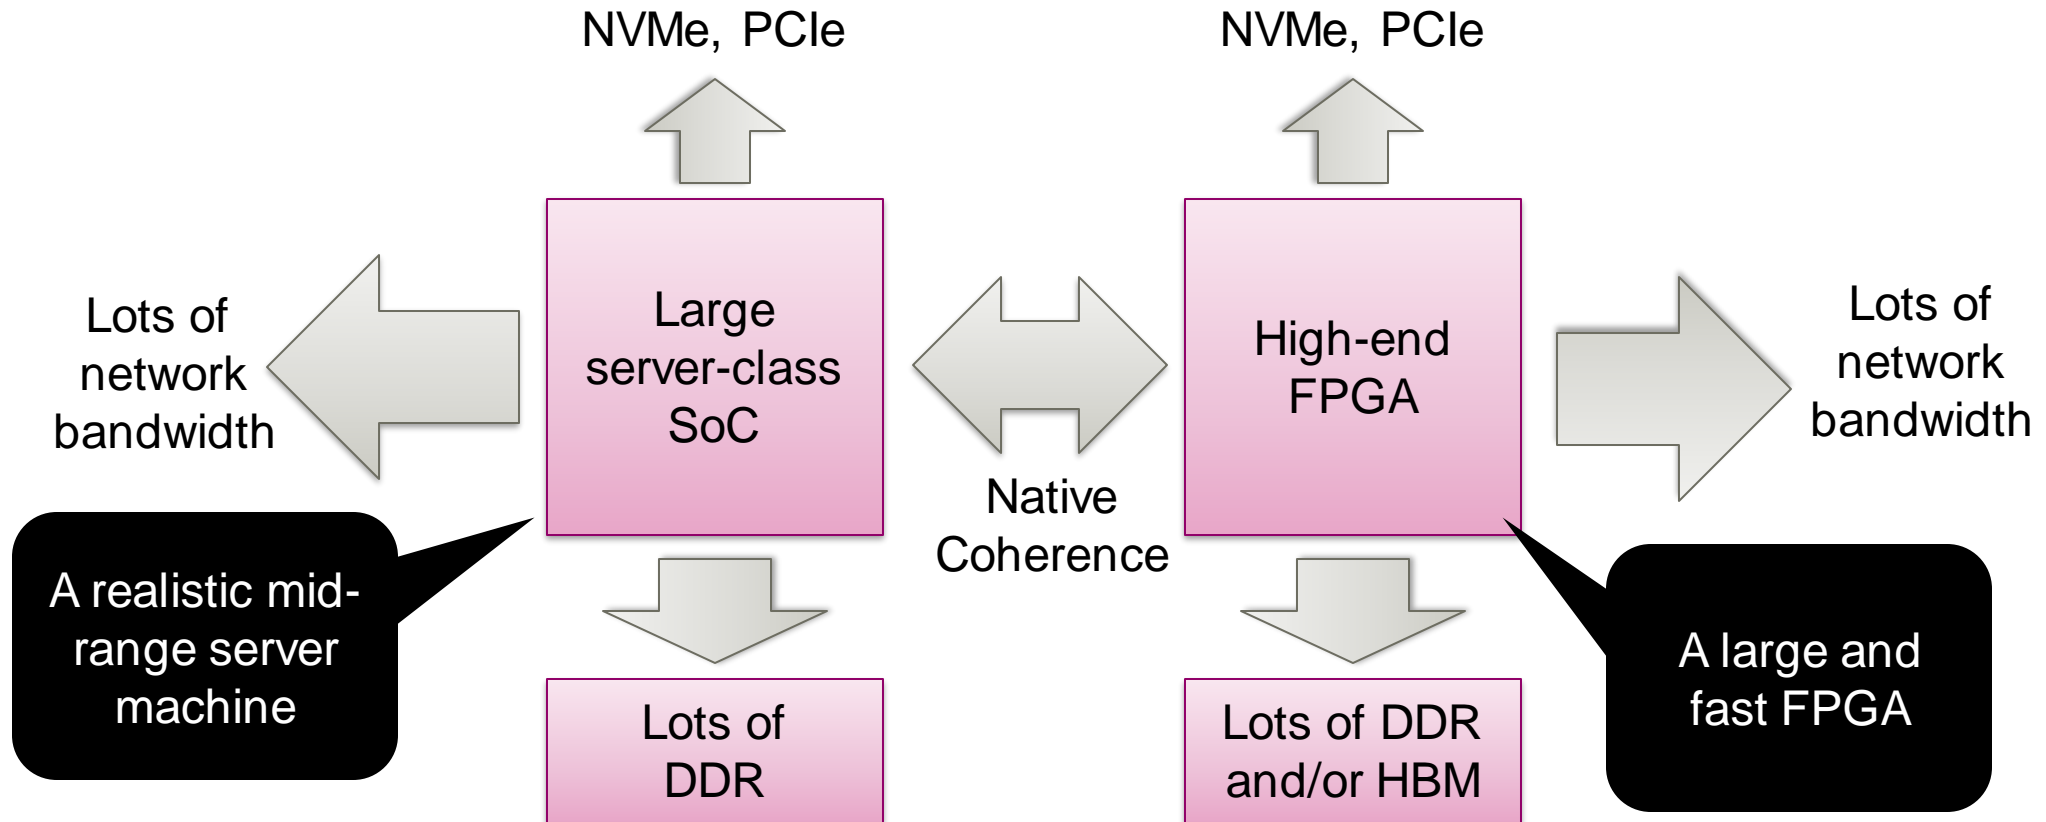 NVMe, PCIe
NVMe, PCIe
Lots of
network
bandwidth
Large
server-class
SoC
Native
Coherence
High-end
FPGA
Lots of
network
bandwidth
A realistic mid-
range server
machine
A large and
fast FPGA
Lots of
DDR
Lots of DDR
and/or HBM